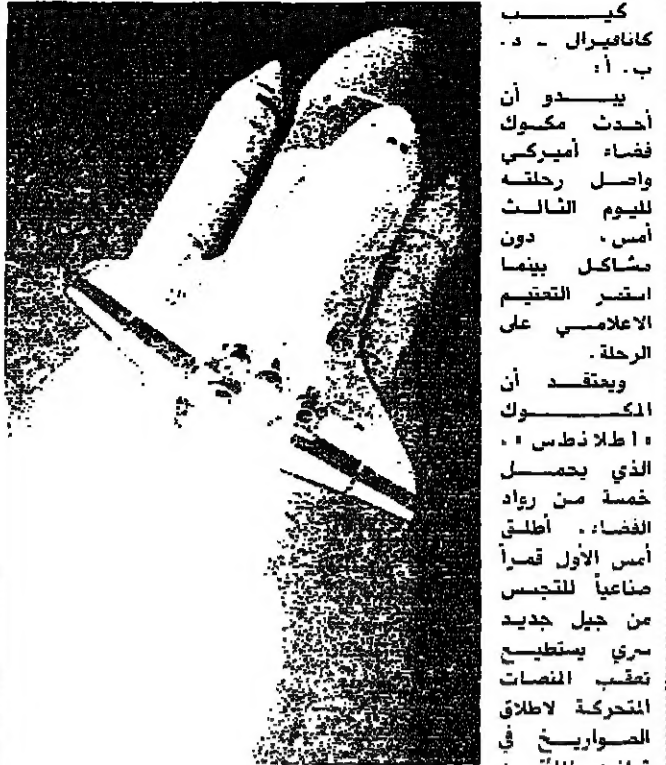 كيب
كانافيرال - د.
ب. أ:
يبدو أن
أحدث مكوك
فضاء أميركي
واصل رحلته
لليوم الثالث
أمس، دون
مشاكل بينما
استمر التعتيم
الاعلامي على
الرحلة.
ويعتقد أن
المكوك
«اطلانطس»،
الذي يحمل
خمسة من رواد
الفضاء، أطلق
أمس الأول قمراً
صناعياً للتجسس
من جيل جديد
سري يستطيع
تعقب المنصات
المتحركة لاطلاق
الصواريخ في